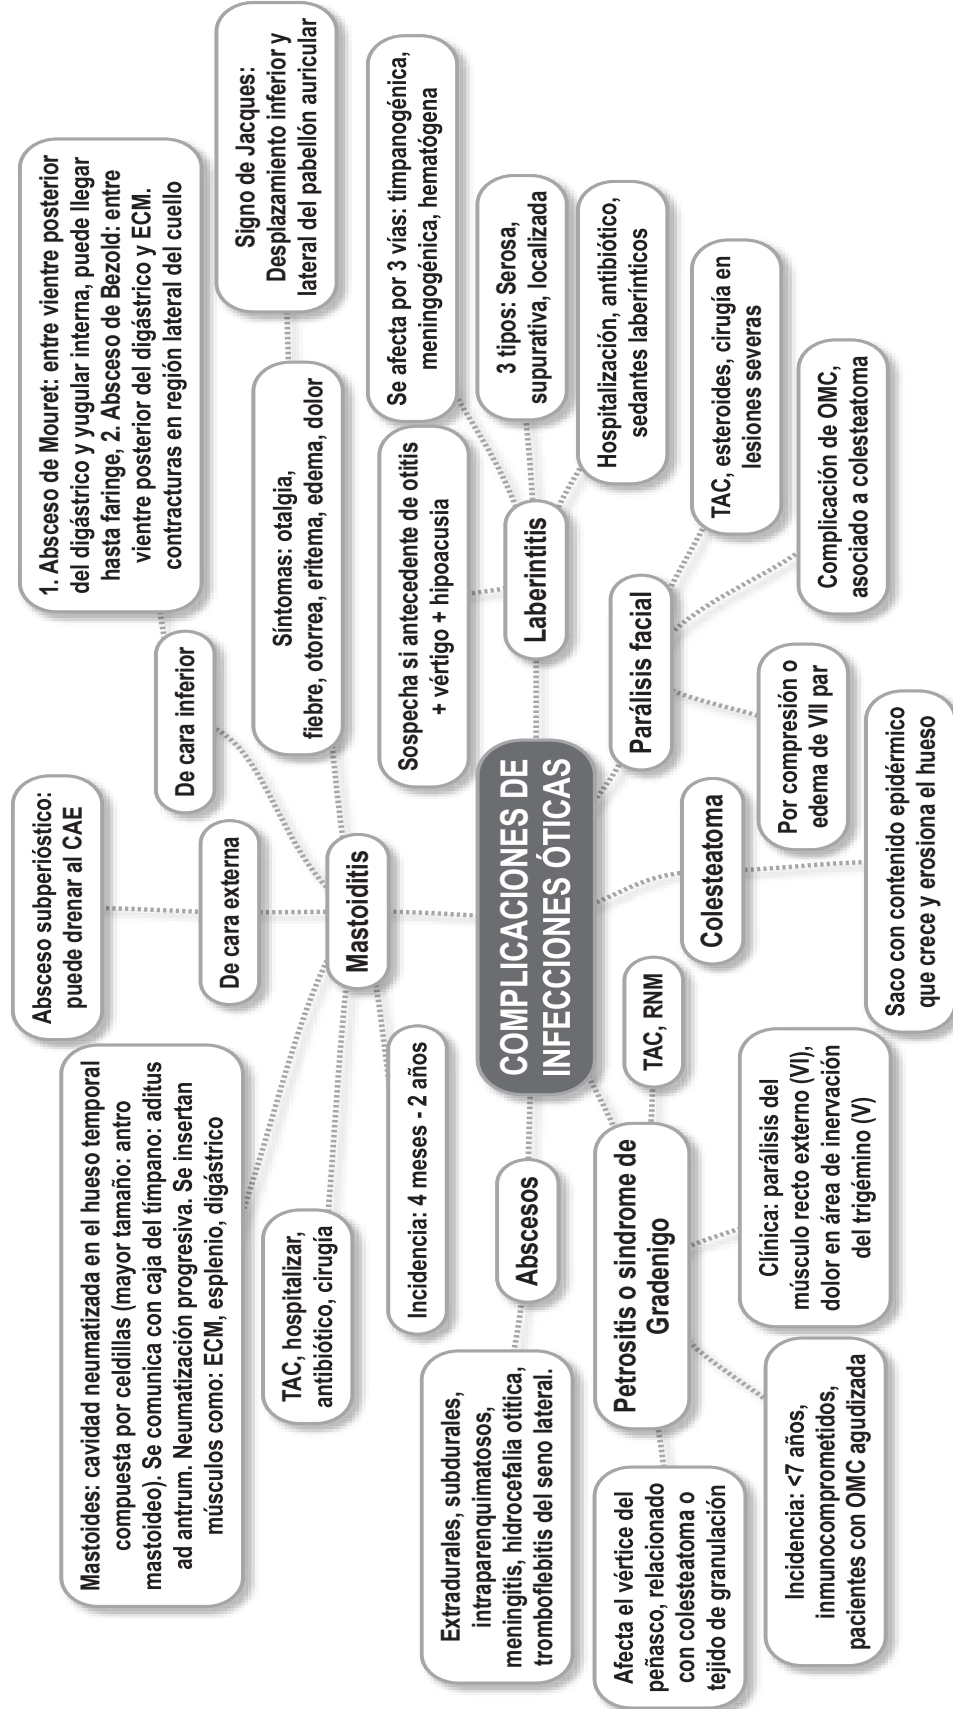 COMPLICACIONES DE
INFECCIONES ÓTICAS
Mastoiditis
Mastoides: cavidad neumatizada en el hueso temporal
compuesta por celdillas (mayor tamaño: antro
mastoideo). Se comunica con caja del tímpano: aditus
ad antrum. Neumatización progresiva. Se insertan
músculos como: ECM, esplenio, digástrico
TAC, hospitalizar,
antibiótico, cirugía
Incidencia: 4 meses - 2 años
De cara externa
Absceso subperióstico:
puede drenar al CAE
De cara inferior
1. Absceso de Mouret: entre vientre posterior
del digástrico y yugular interna, puede llegar
hasta faringe, 2. Absceso de Bezold: entre
vientre posterior del digástrico y ECM.
contracturas en región lateral del cuello
Síntomas: otalgia,
fiebre, otorrea, eritema, edema, dolor
Signo de Jacques:
Desplazamiento inferior y
lateral del pabellón auricular
Laberintitis
Sospecha si antecedente de otitis
+ vértigo + hipoacusia
Se afecta por 3 vías: timpanogénica,
meningogénica, hematógena
3 tipos: Serosa,
supurativa, localizada
Hospitalización, antibiótico,
sedantes laberínticos
Parálisis facial
TAC, esteroides, cirugía en
lesiones severas
Complicación de OMC,
asociado a colesteatoma
Por compresión o
edema de VII par
Colesteatoma
Saco con contenido epidérmico
que crece y erosiona el hueso
Abscesos
Extradurales, subdurales,
intraparenquimatosos,
meningitis, hidrocefalia otitica,
tromboflebitis del seno lateral.
Petrositis o sindrome de
Gradenigo
TAC, RNM
Clínica: parálisis del
músculo recto externo (VI),
dolor en área de inervación
del trigémino (V)
Incidencia: <7 años,
inmunocomprometidos,
pacientes con OMC agudizada
Afecta el vértice del
peñasco, relacionado
con colesteatoma o
tejido de granulación